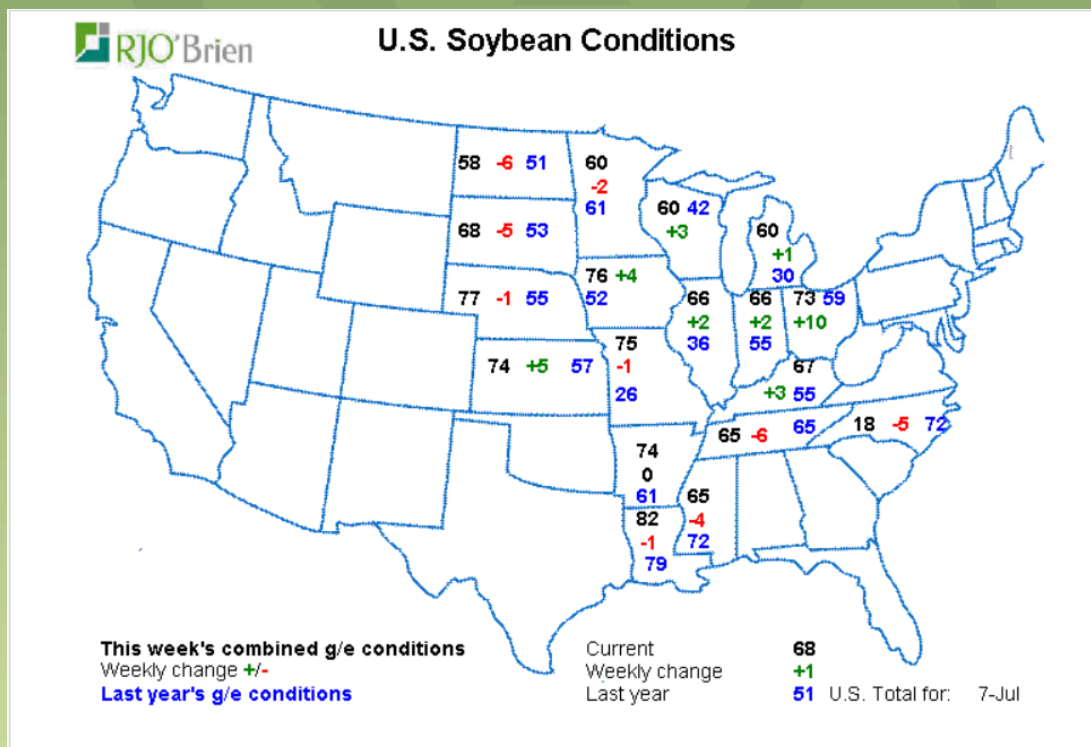 RJO'Brien
U.S. Soybean Conditions
58 -6 51
60
-2
61
60 42
+3
60
+1
30
68 -5 53
76 +4
52
77 -1 55
66
+2
36
66
+2
55
73 59
+10
74 +5 57
75
-1
26
67
+3 55
65 -6 65
18 -5 72
74
0
61
65
-4
72
82
-1
79
This week's combined g/e conditions
Weekly change +/-
Last year's g/e conditions
Current 68
Weekly change +1
Last year 51 U.S. Total for: 7-Jul